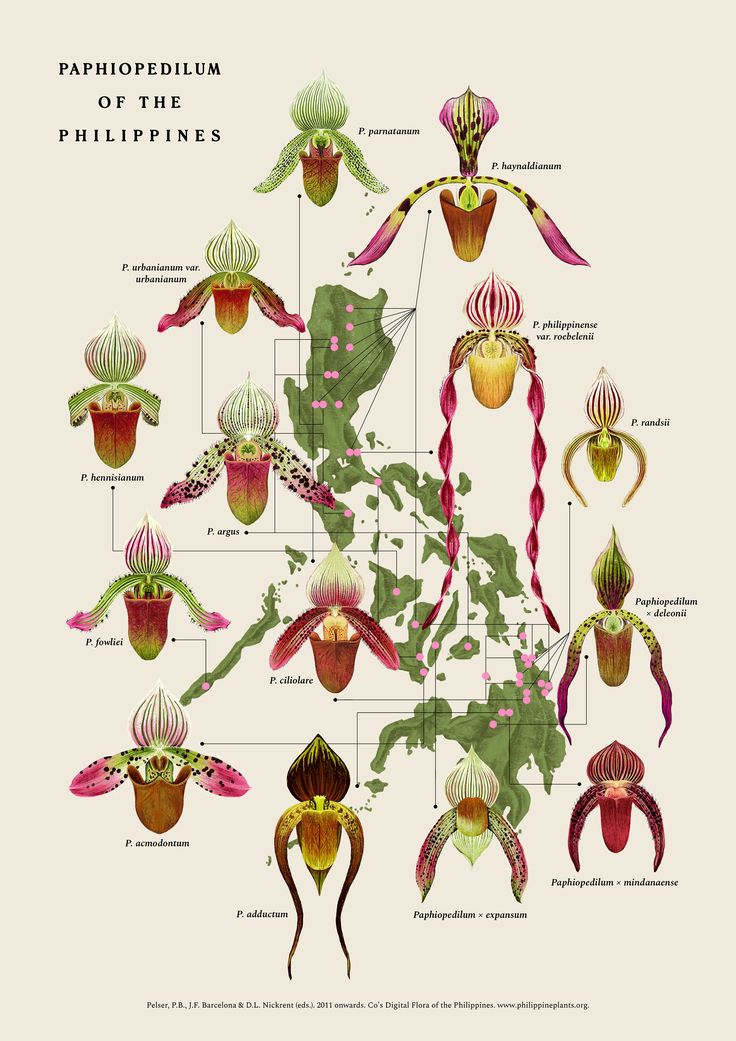 PAPHIOPEDILUM
OF THE
PHILIPPINES
P. parnatanum
P. haynaldianum
P. urbanianum var.
urbanianum
P. philippinense
var. roebelenii
P. randsii
P. hennisianum
P. argus
Paphiopedilum
× deleonii
P. fowliei
P. ciliolare
P. acmodontum
Paphiopedilum × mindanaense
P. adductum
Paphiopedilum × expansum
Pelser, P.B., J.F. Barcelona & D.L. Nickrent (eds.). 2011 onwards. Co's Digital Flora of the Philippines. www.philippineplants.org.